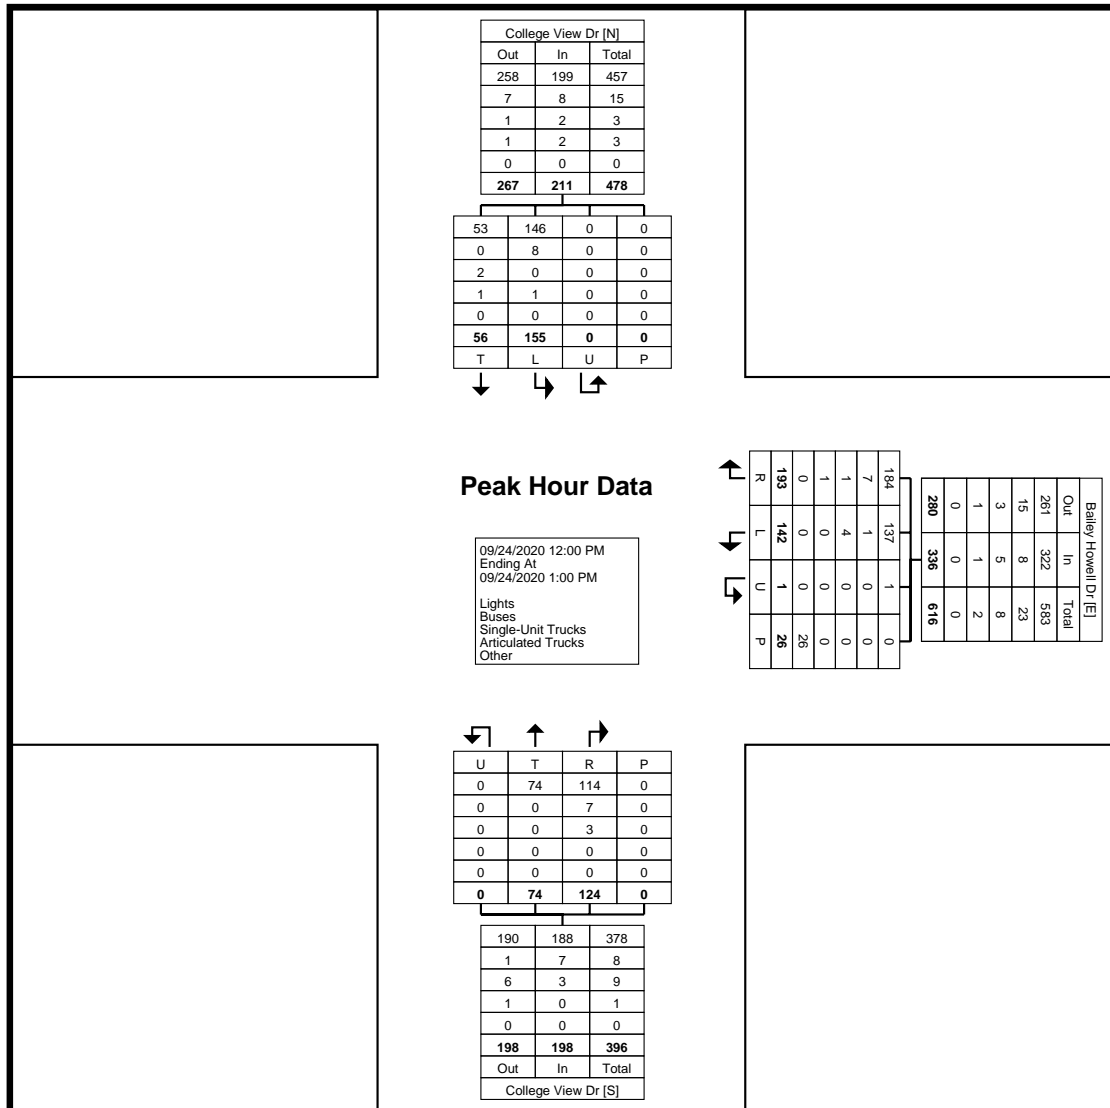 College View Dr [N]
Out In Total
258 199 457
7 8 15
1 2 3
1 2 3
0 0 0
267 211 478
53 146 0 0
0 8 0 0
2 0 0 0
1 1 0 0
0 0 0 0
56 155 0 0
T L U P
Peak Hour Data
09/24/2020 12:00 PM
Ending At
09/24/2020 1:00 PM
Lights
Buses
Single-Unit Trucks
Articulated Trucks
Other
Bailey Howell Dr [E]
Out In Total
261 322 583
15 8 23
3 5 8
1 1 2
0 0 0
280 336 616
184 137 1 0
7 1 0 0
1 4 0 0
1 0 0 0
0 0 0 26
193 142 1 26
R L U P
U T R P
0 74 114 0
0 0 7 0
0 0 3 0
0 0 0 0
0 0 0 0
0 74 124 0
190 188 378
1 7 8
6 3 9
1 0 1
0 0 0
198 198 396
Out In Total
College View Dr [S]